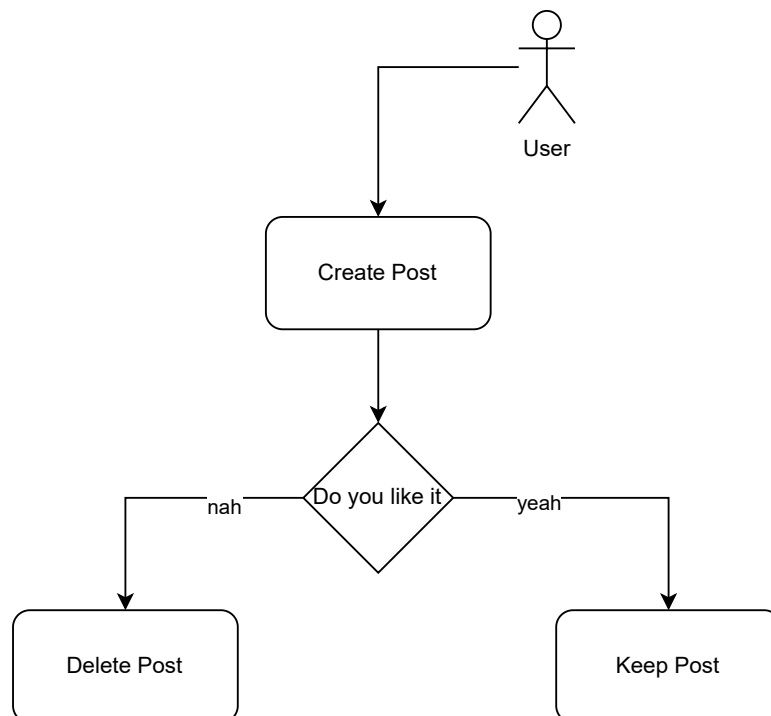 User
Create Post
Do you like it
nah
yeah
Delete Post
Keep Post